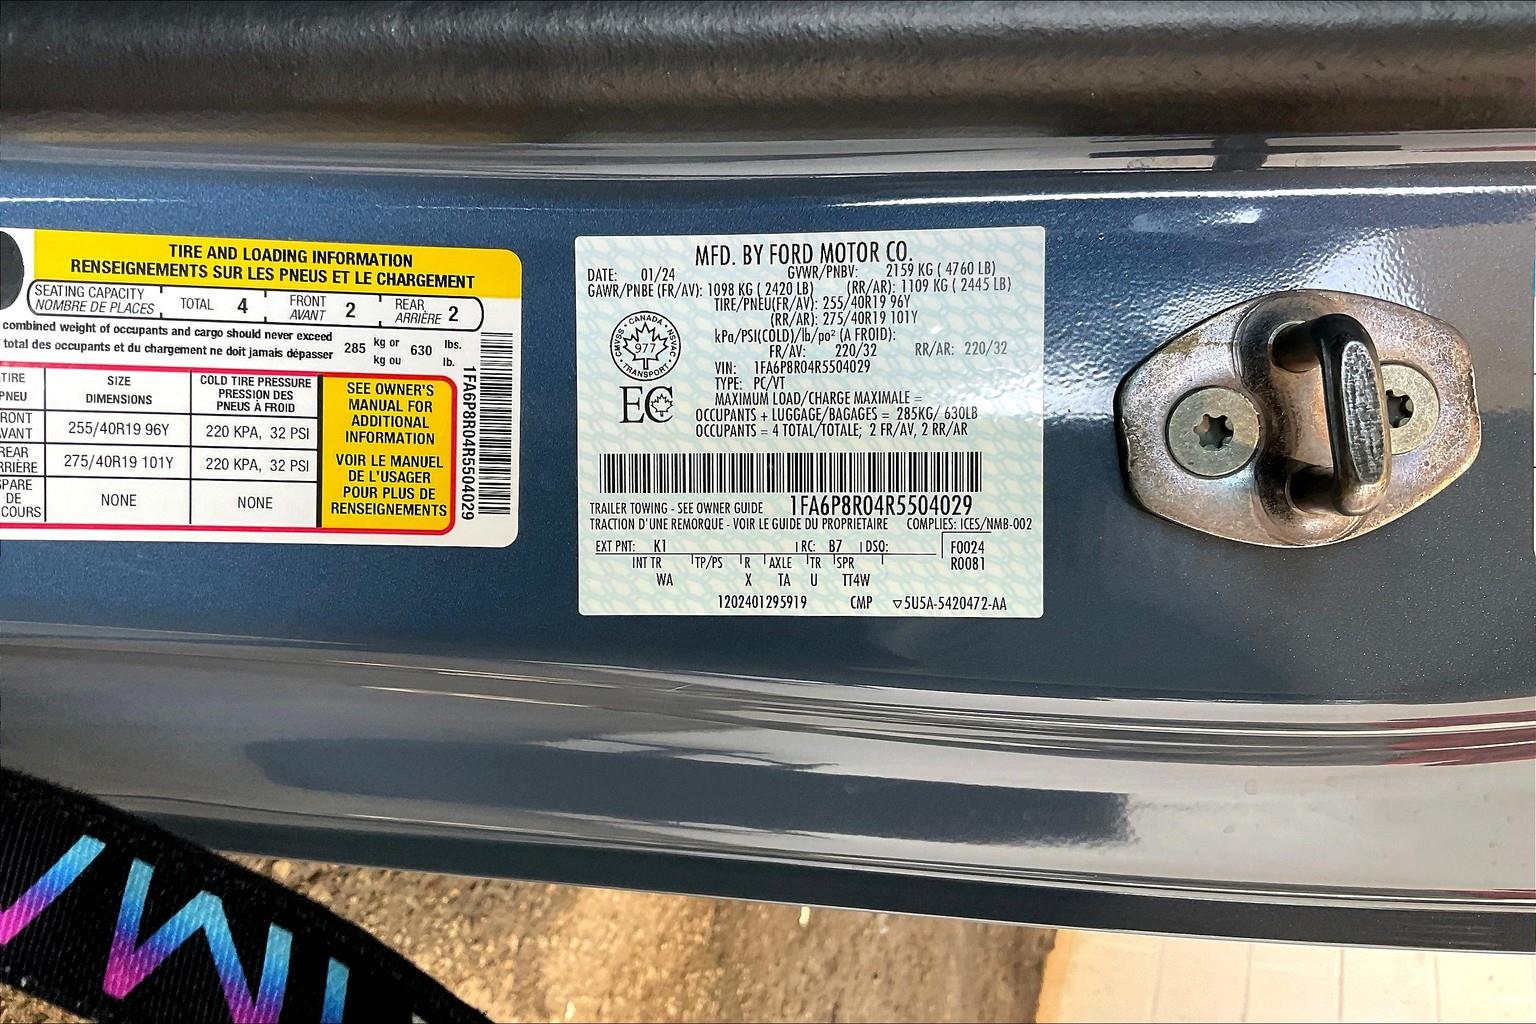 TIRE AND LOADING INFORMATION
RENSEIGNEMENTS SUR LES PNEUS ET LE CHARGEMENT
SEATING CAPACITY
NOMBRE DE PLACES
TOTAL 4
FRONT
AVANT 2
REAR
ARRIÈRE 2
combined weight of occupants and cargo should never exceed
total des occupants et du chargement ne doit jamais dépasser
285 kg or
kg ou
630 lbs.
lb.
TIRE
PNEU
SIZE
DIMENSIONS
COLD TIRE PRESSURE
PRESSION DES
PNEUS À FROID
FRONT
AVANT
255/40R19 96Y
220 KPA, 32 PSI
REAR
ARRIÈRE
275/40R19 101Y
220 KPA, 32 PSI
SPARE
DE
SECOURS
NONE
NONE
SEE OWNER'S
MANUAL FOR
ADDITIONAL
INFORMATION
VOIR LE MANUEL
DE L'USAGER
POUR PLUS DE
RENSEIGNEMENTS
1FA6P8R04R5504029
MFD. BY FORD MOTOR CO.
DATE: 01/24 GVWR/PNBV: 2159 KG ( 4760 LB)
GAWR/PNBE (FR/AV): 1098 KG ( 2420 LB) (RR/AR): 1109 KG ( 2445 LB)
TIRE/PNEU(FR/AV): 255/40R19 96Y
(RR/AR): 275/40R19 101Y
kPa/PSI(COLD)/lb/po² (A FROID):
FR/AV: 220/32 RR/AR: 220/32
VIN: 1FA6P8R04R5504029
TYPE: PC/VT
MAXIMUM LOAD/CHARGE MAXIMALE =
OCCUPANTS + LUGGAGE/BAGAGES = 285KG/ 630LB
OCCUPANTS = 4 TOTAL/TOTALE; 2 FR/AV, 2 RR/AR
CANADA
CMVSS
NSVAC
977
TRANSPORT
EC
TRAILER TOWING - SEE OWNER GUIDE 1FA6P8R04R5504029
TRACTION D'UNE REMORQUE - VOIR LE GUIDE DU PROPRIETAIRE COMPLIES: ICES/NMB-002
EXT PNT: K1 RC: B7 DSO: F0024
INT TR TP/PS R AXLE TR SPR R0081
WA X TA U TT4W
1202401295919 CMP ▽5U5A-5420472-AA